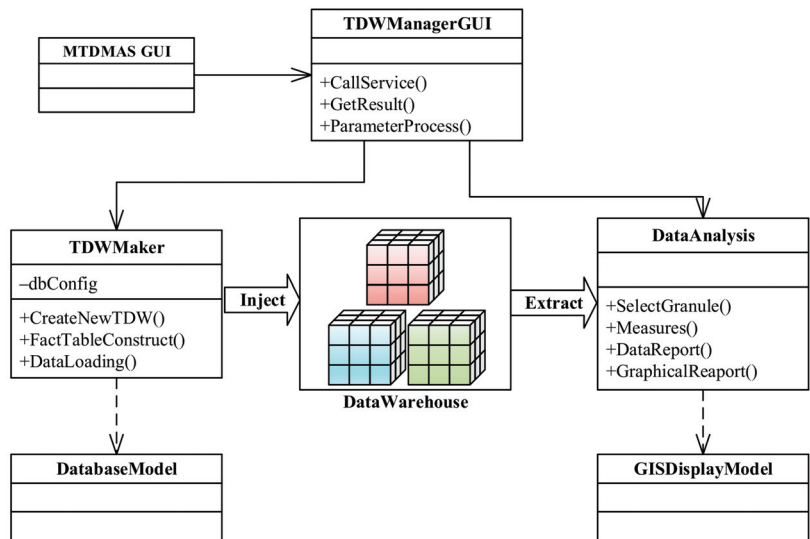 TDWManagerGUI
MTDMAS GUI
+CallService()
+GetResult()
+ParameterProcess()
TDWMaker
–dbConfig
+CreateNewTDW()
+FactTableConstruct()
+DataLoading()
Inject
DataWarehouse
Extract
DataAnalysis
+SelectGranule()
+Measures()
+DataReport()
+GraphicalReaport()
DatabaseModel
GISDisplayModel